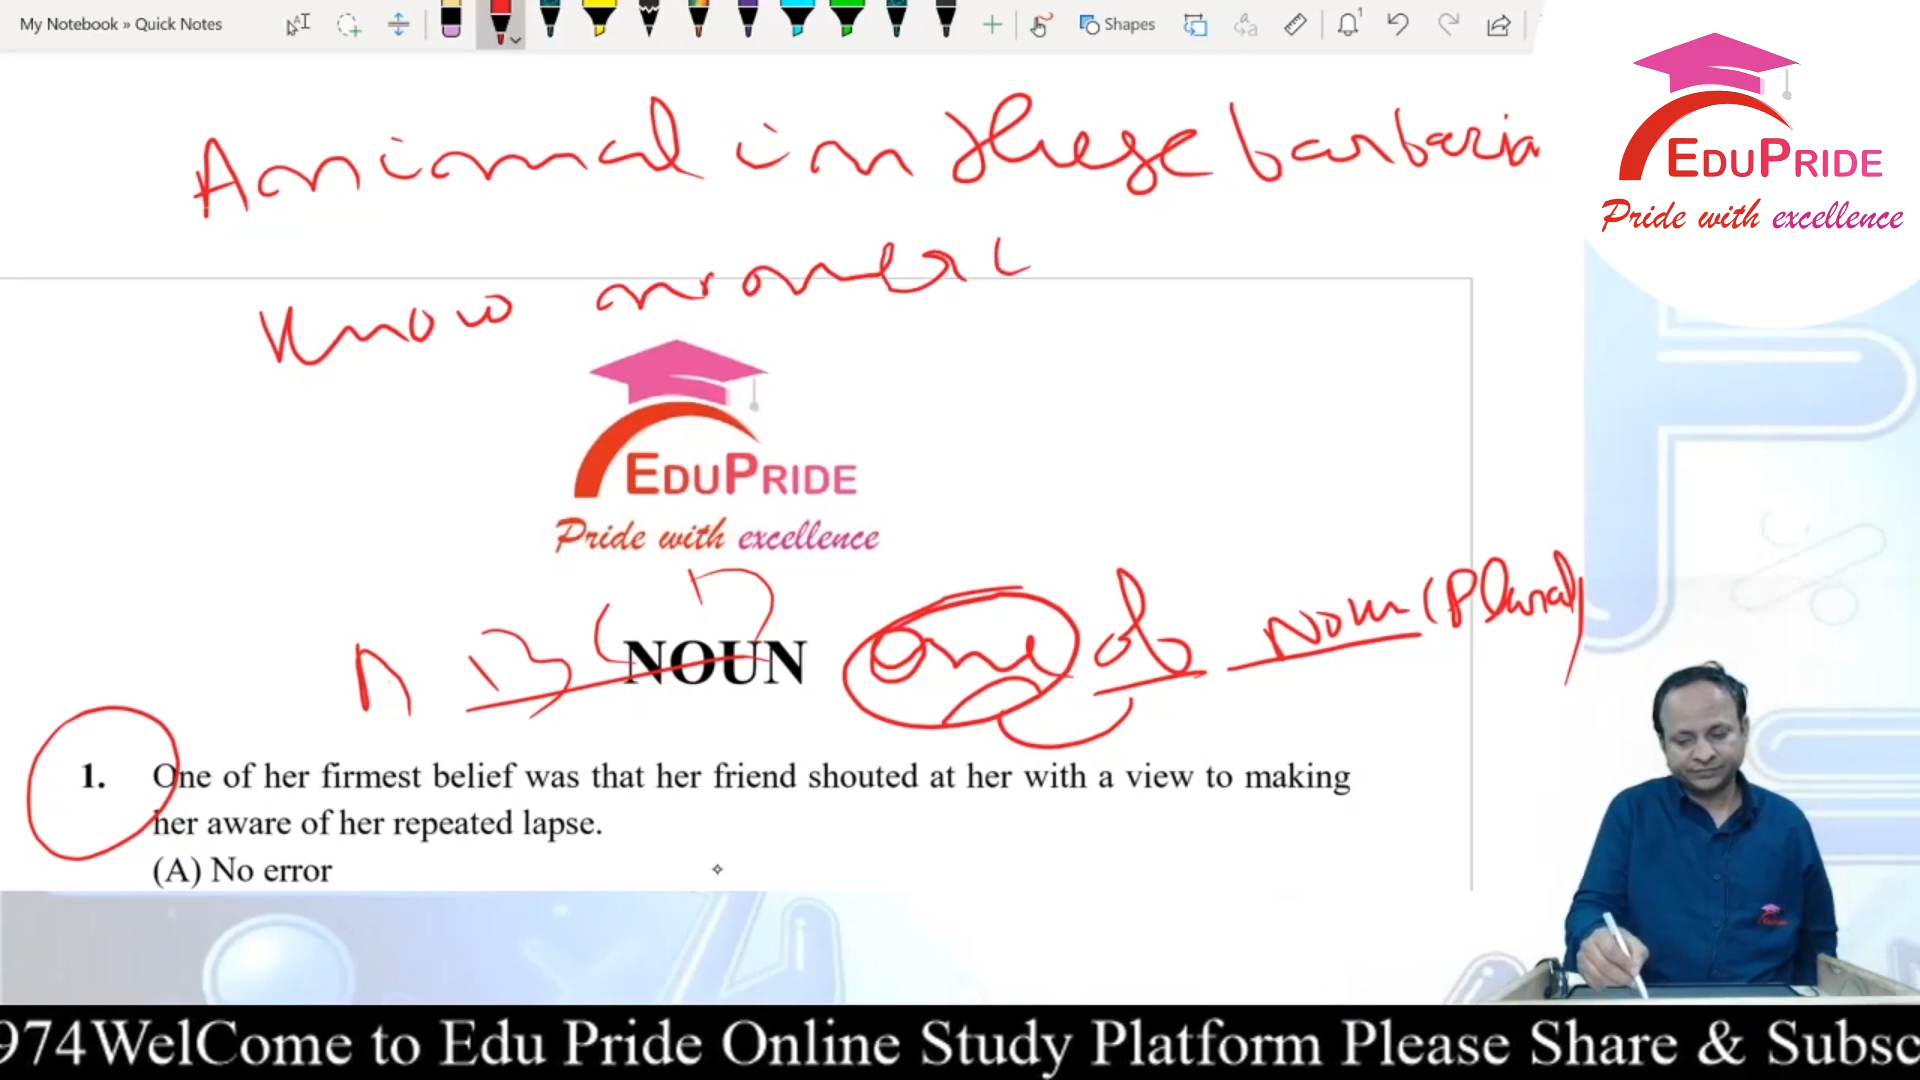 My Notebook » Quick Notes
Shapes
1
Animal in these barbaria
know
EDUPRIDE
Pride with excellence
EDUPRIDE
Pride with excellence
A B C D
NOUN
One of Noun (Plural)
1. One of her firmest belief was that her friend shouted at her with a view to making
her aware of her repeated lapse.
(A) No error
974WelCome to Edu Pride Online Study Platform Please Share & Subsc